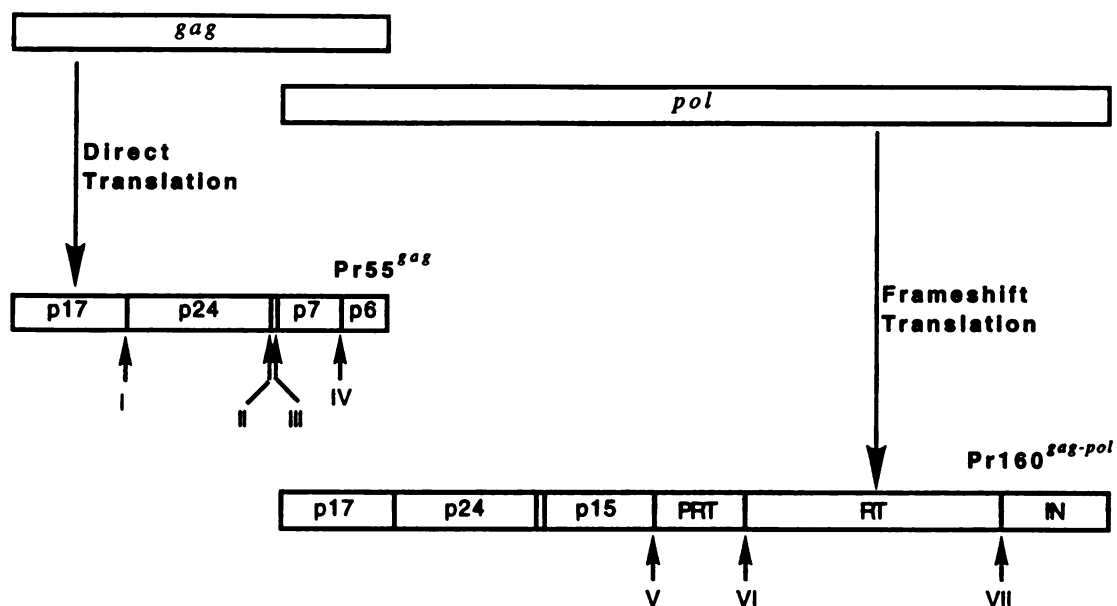 gag
pol
Direct
Translation
Pr55gag
p17 p24 p7 p6
Frameshift
Translation
I II III IV
Pr160gag-pol
p17 p24 p15 PRT RT IN
V VI VII